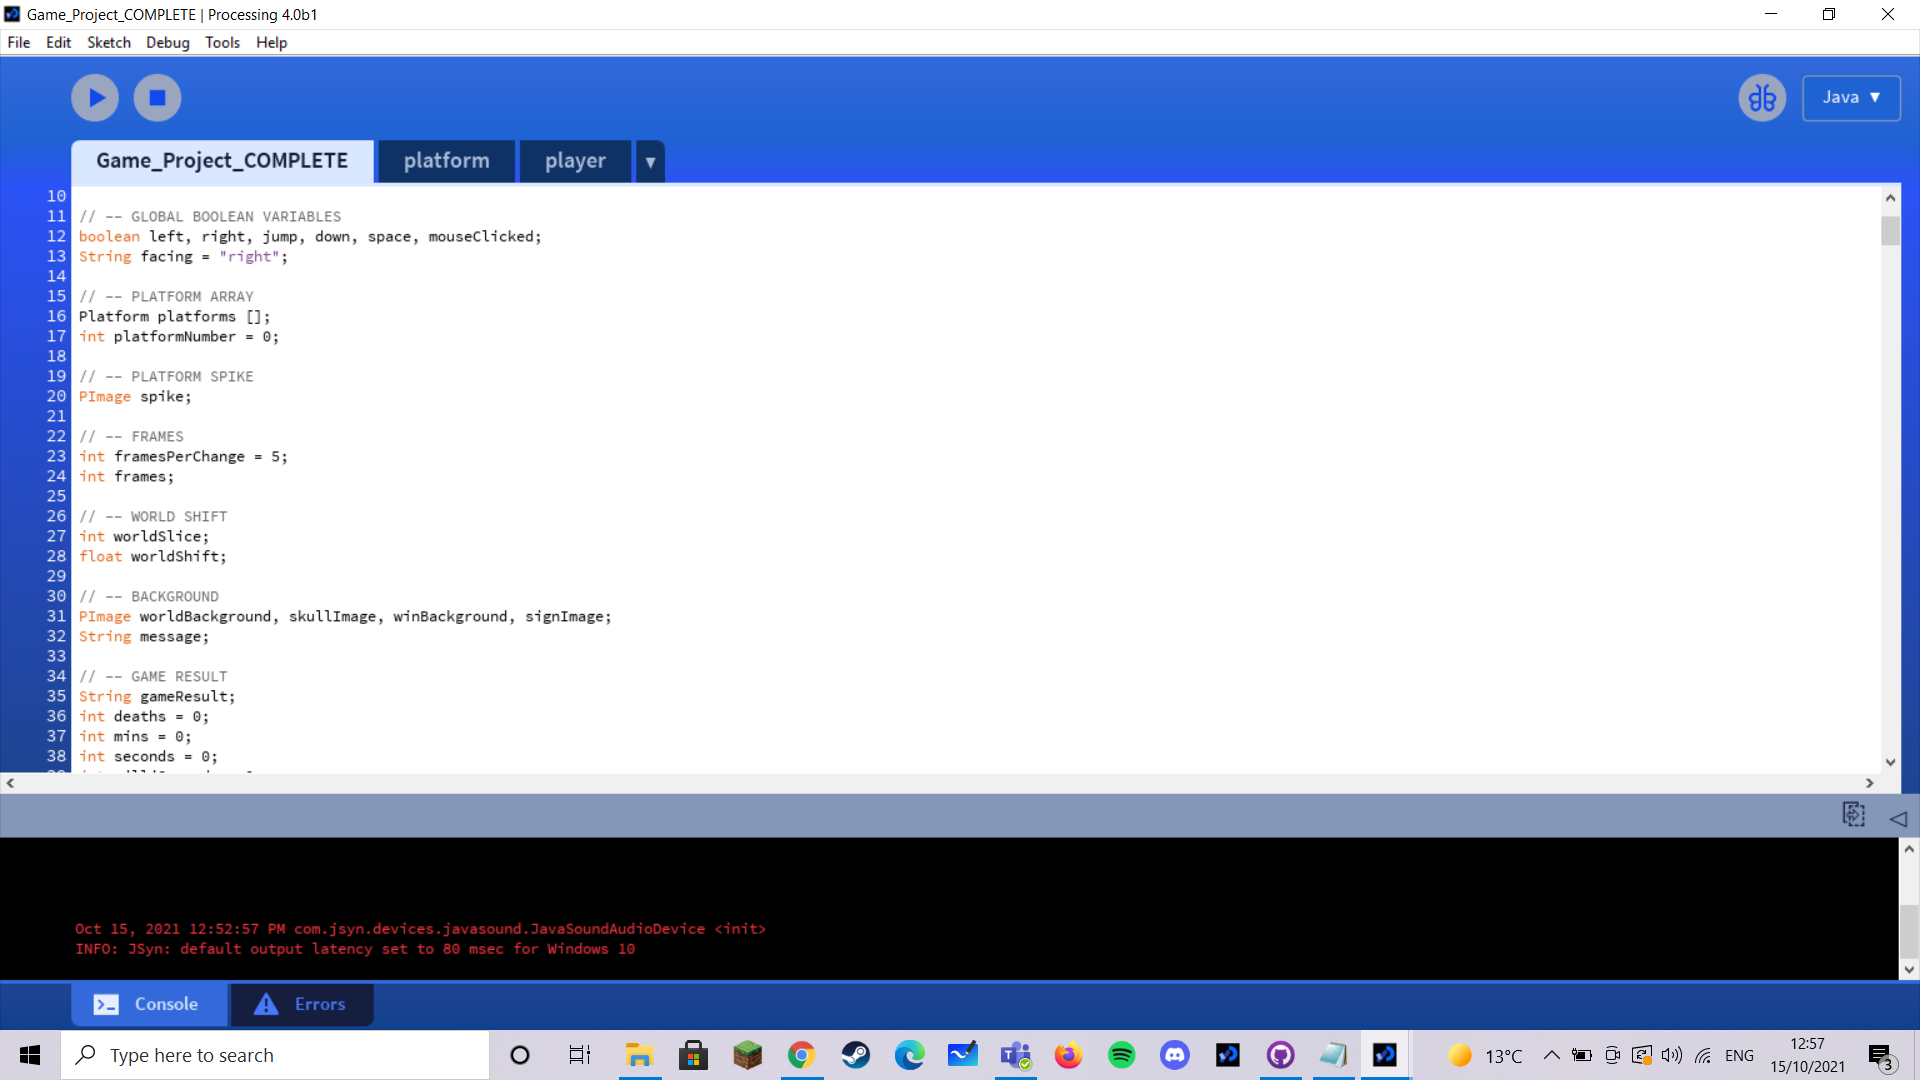 Game_Project_COMPLETE | Processing 4.0b1
File Edit Sketch Debug Tools Help
Java ▼
Game_Project_COMPLETE platform player ▼
10
11 // -- GLOBAL BOOLEAN VARIABLES
12 boolean left, right, jump, down, space, mouseClicked;
13 String facing = "right";
14
15 // -- PLATFORM ARRAY
16 Platform platforms [];
17 int platformNumber = 0;
18
19 // -- PLATFORM SPIKE
20 PImage spike;
21
22 // -- FRAMES
23 int framesPerChange = 5;
24 int frames;
25
26 // -- WORLD SHIFT
27 int worldSlice;
28 float worldShift;
29
30 // -- BACKGROUND
31 PImage worldBackground, skullImage, winBackground, signImage;
32 String message;
33
34 // -- GAME RESULT
35 String gameResult;
36 int deaths = 0;
37 int mins = 0;
38 int seconds = 0;
Oct 15, 2021 12:52:57 PM com.jsyn.devices.javasound.JavaSoundAudioDevice <init>
INFO: JSyn: default output latency set to 80 msec for Windows 10
Console Errors
Type here to search
13°C ENG
12:57
15/10/2021
3